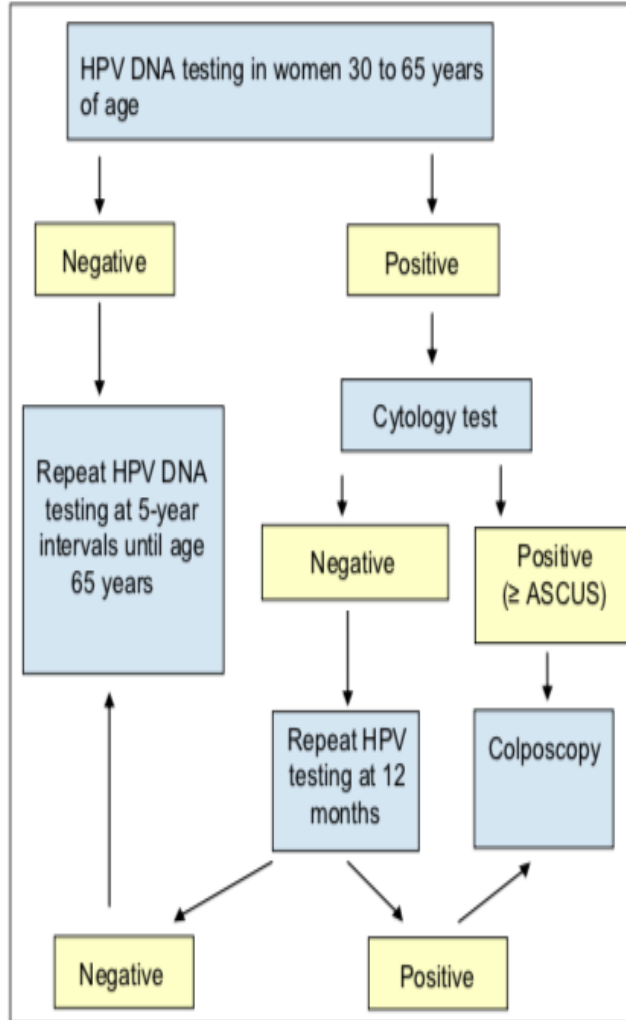 HPV DNA testing in women 30 to 65 years
of age
Negative
Positive
Cytology test
Repeat HPV DNA
testing at 5-year
intervals until age
65 years
Negative
Positive
(≥ ASCUS)
Repeat HPV
testing at 12
months
Colposcopy
Negative
Positive